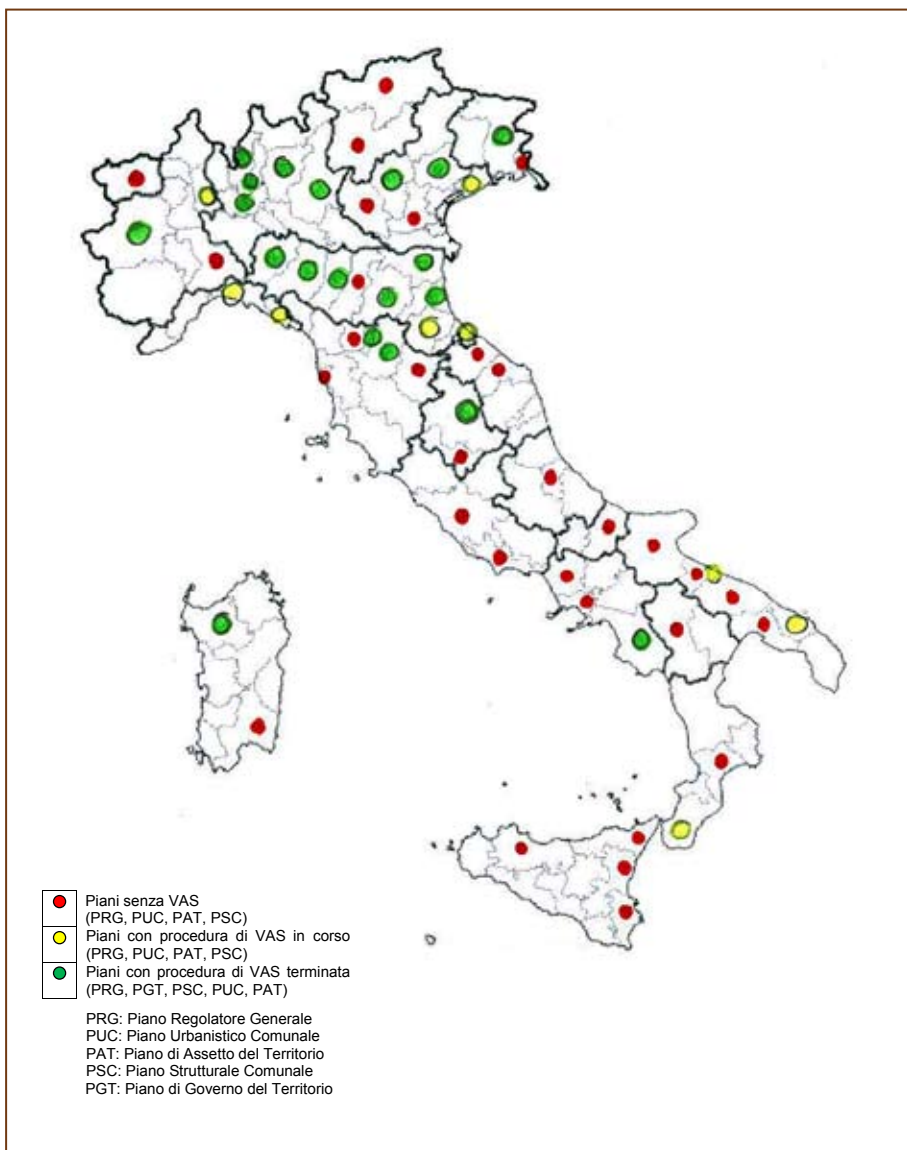 Piani senza VAS
(PRG, PUC, PAT, PSC)
Piani con procedura di VAS in corso
(PRG, PUC, PAT, PSC)
Piani con procedura di VAS terminata
(PRG, PGT, PSC, PUC, PAT)
PRG: Piano Regolatore Generale
PUC: Piano Urbanistico Comunale
PAT: Piano di Assetto del Territorio
PSC: Piano Strutturale Comunale
PGT: Piano di Governo del Territorio